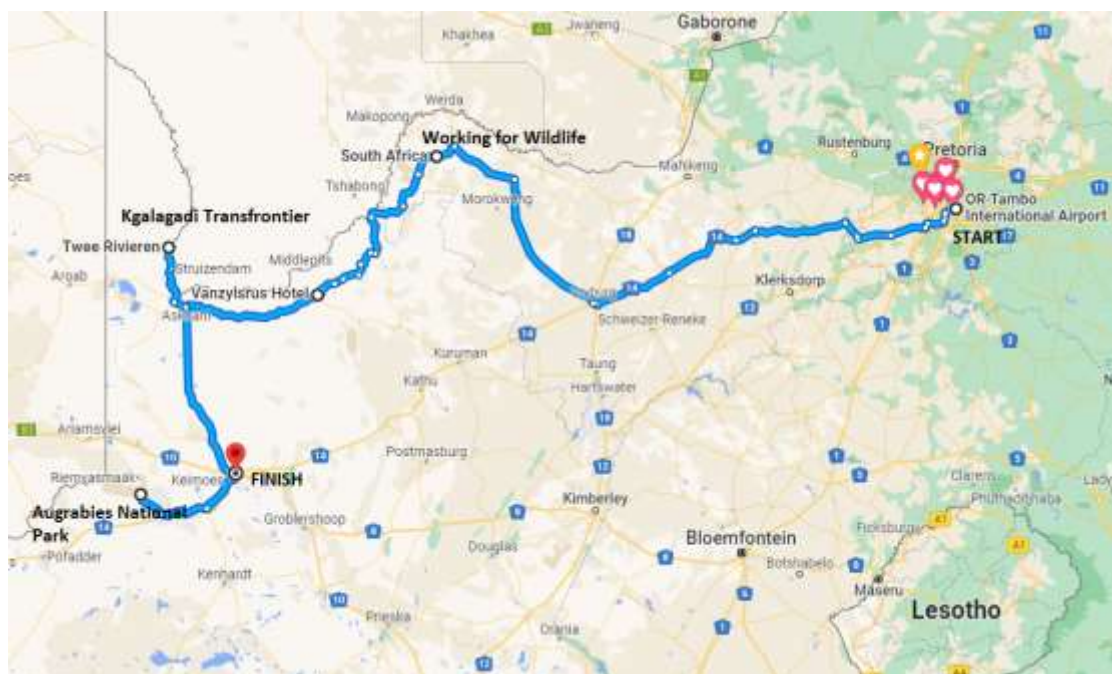 Gaborone
Jwaneng
Khakhea
Werda
Makopong
Working for Wildlife
South Africa
Tshabong
Morokweng
Mahikeng
Rustenburg
Pretoria
OR Tambo
International Airport
START
Kgalagadi Transfrontier
Twee Rivieren
Struizendam
Middlepits
Vanzylsrus Hotel
Aroab
Askham
Klerksdorp
Schweizer-Reneke
Kuruman
Taung
Hartswater
Kathu
Postmasburg
Ariamsvlei
Riemvasmaak
Keimoes
FINISH
Augrabies National
Park
Groblershoop
Pofadder
Kenhardt
Prieska
Douglas
Kimberley
Orania
Bloemfontein
Botshabelo
Ficksburg
Clarens
Phuthaditjhaba
Maseru
Lesotho